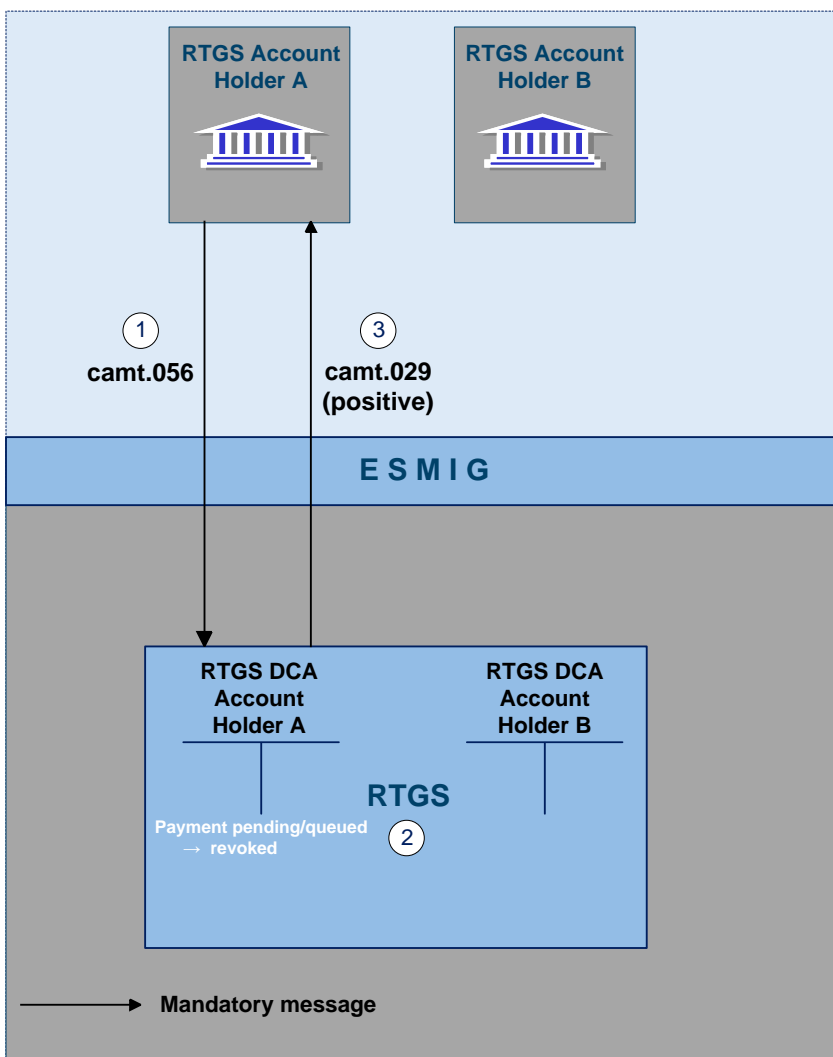 RTGS Account
Holder A
RTGS Account
Holder B
1
camt.056
3
camt.029
(positive)
E S M I G
RTGS DCA
Account
Holder A
RTGS DCA
Account
Holder B
RTGS
Payment pending/queued
→ revoked
2
Mandatory message